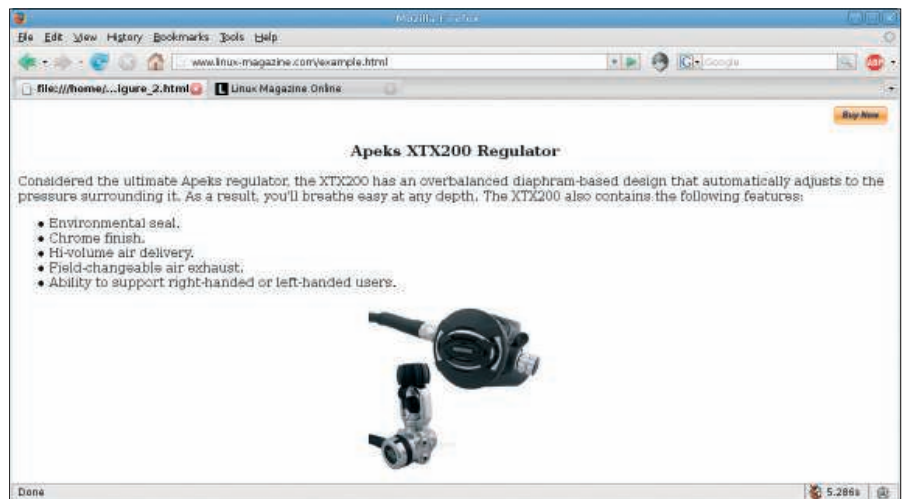 Mozilla Firefox
File Edit View History Bookmarks Tools Help
www.linux-magazine.com/example.html
Google
ABP
file:///home/...igure_2.html Linux Magazine Online
Buy Now
Apeks XTX200 Regulator
Considered the ultimate Apeks regulator, the XTX200 has an overbalanced diaphram-based design that automatically adjusts to the
pressure surrounding it. As a result, you'll breathe easy at any depth. The XTX200 also contains the following features:
• Environmental seal.
• Chrome finish.
• Hi-volume air delivery.
• Field-changeable air exhaust.
• Ability to support right-handed or left-handed users.
Done
5.286s